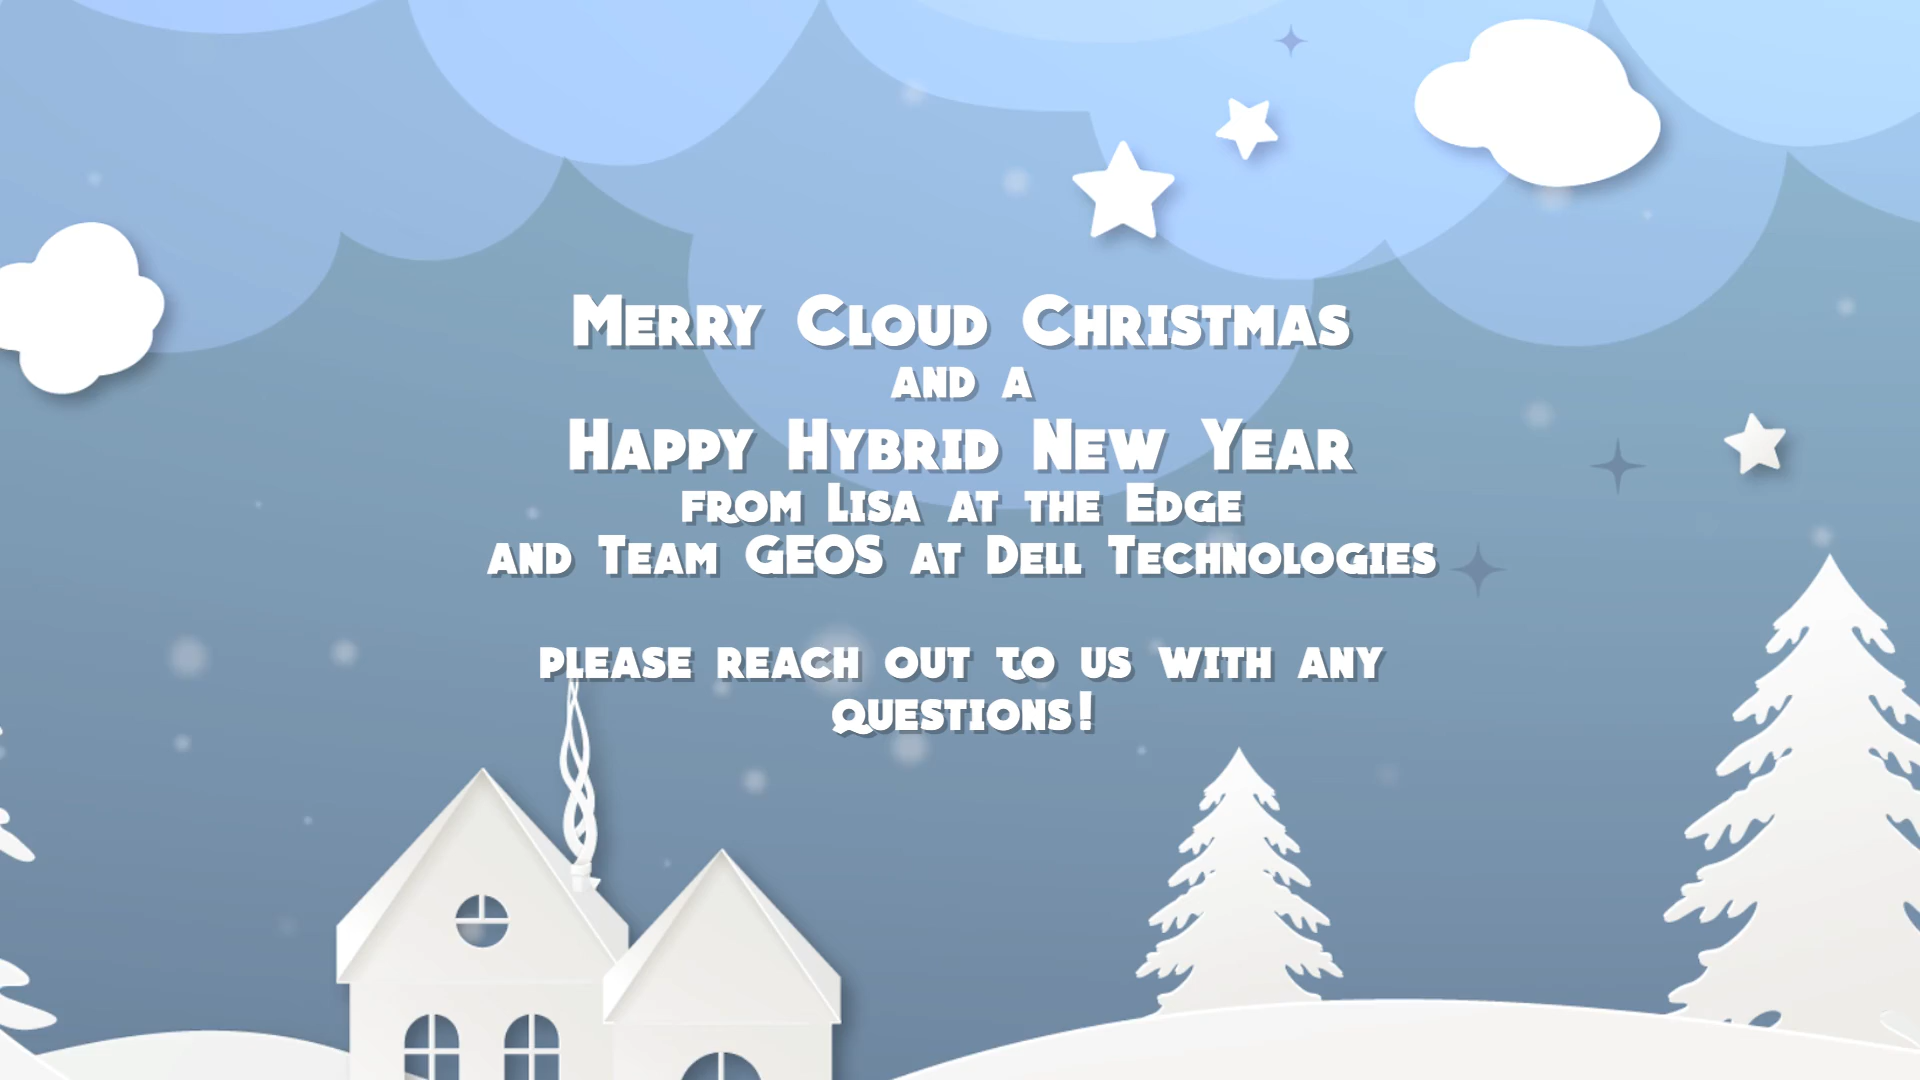 Merry Cloud Christmas
and a
Happy Hybrid New Year
from Lisa at the Edge
and Team GEOS at Dell Technologies
please reach out to us with any
questions!